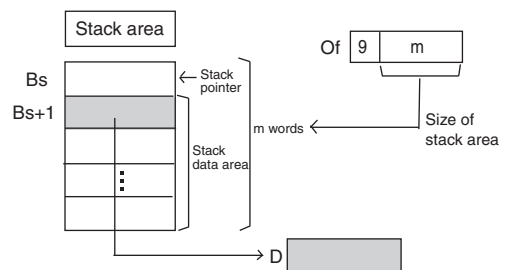 Stack area
Of 9 m
Bs
Stack pointer
Bs+1
Size of stack area
m words
Stack data area
D